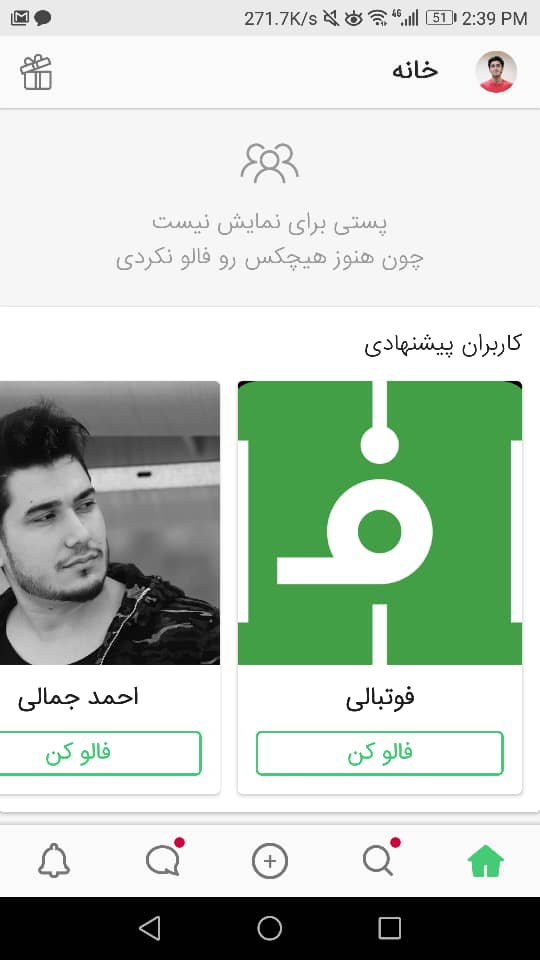 271.7K/s 4G 51 2:39 PM
خانه
پستی برای نمایش نیست
چون هنوز هیچکس رو فالو نکردی
کاربران پیشنهادی
فوتبالی
احمد جمالی
فالو کن
فالو کن